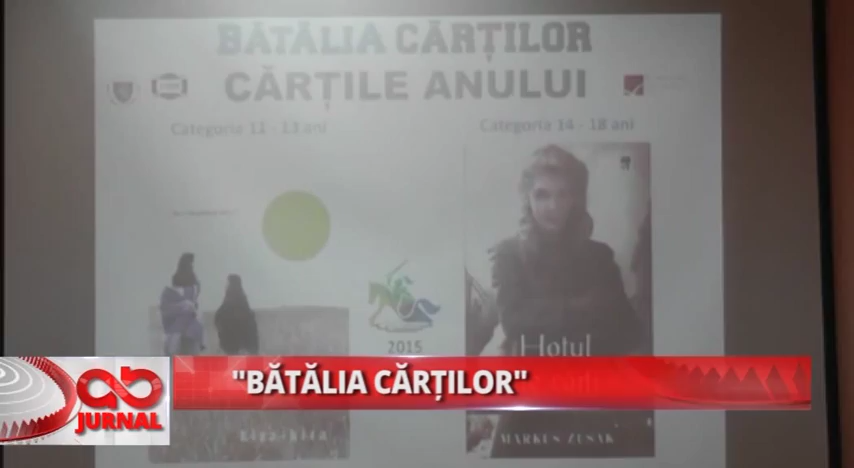 BĂTĂLIA CĂRȚILOR
CĂRȚILE ANULUI
Categoria 11 - 13 ani
Categoria 14 - 18 ani
2015
Hoțul
MARKUS ZUSAK
"BĂTĂLIA CĂRȚILOR"
ab
JURNAL